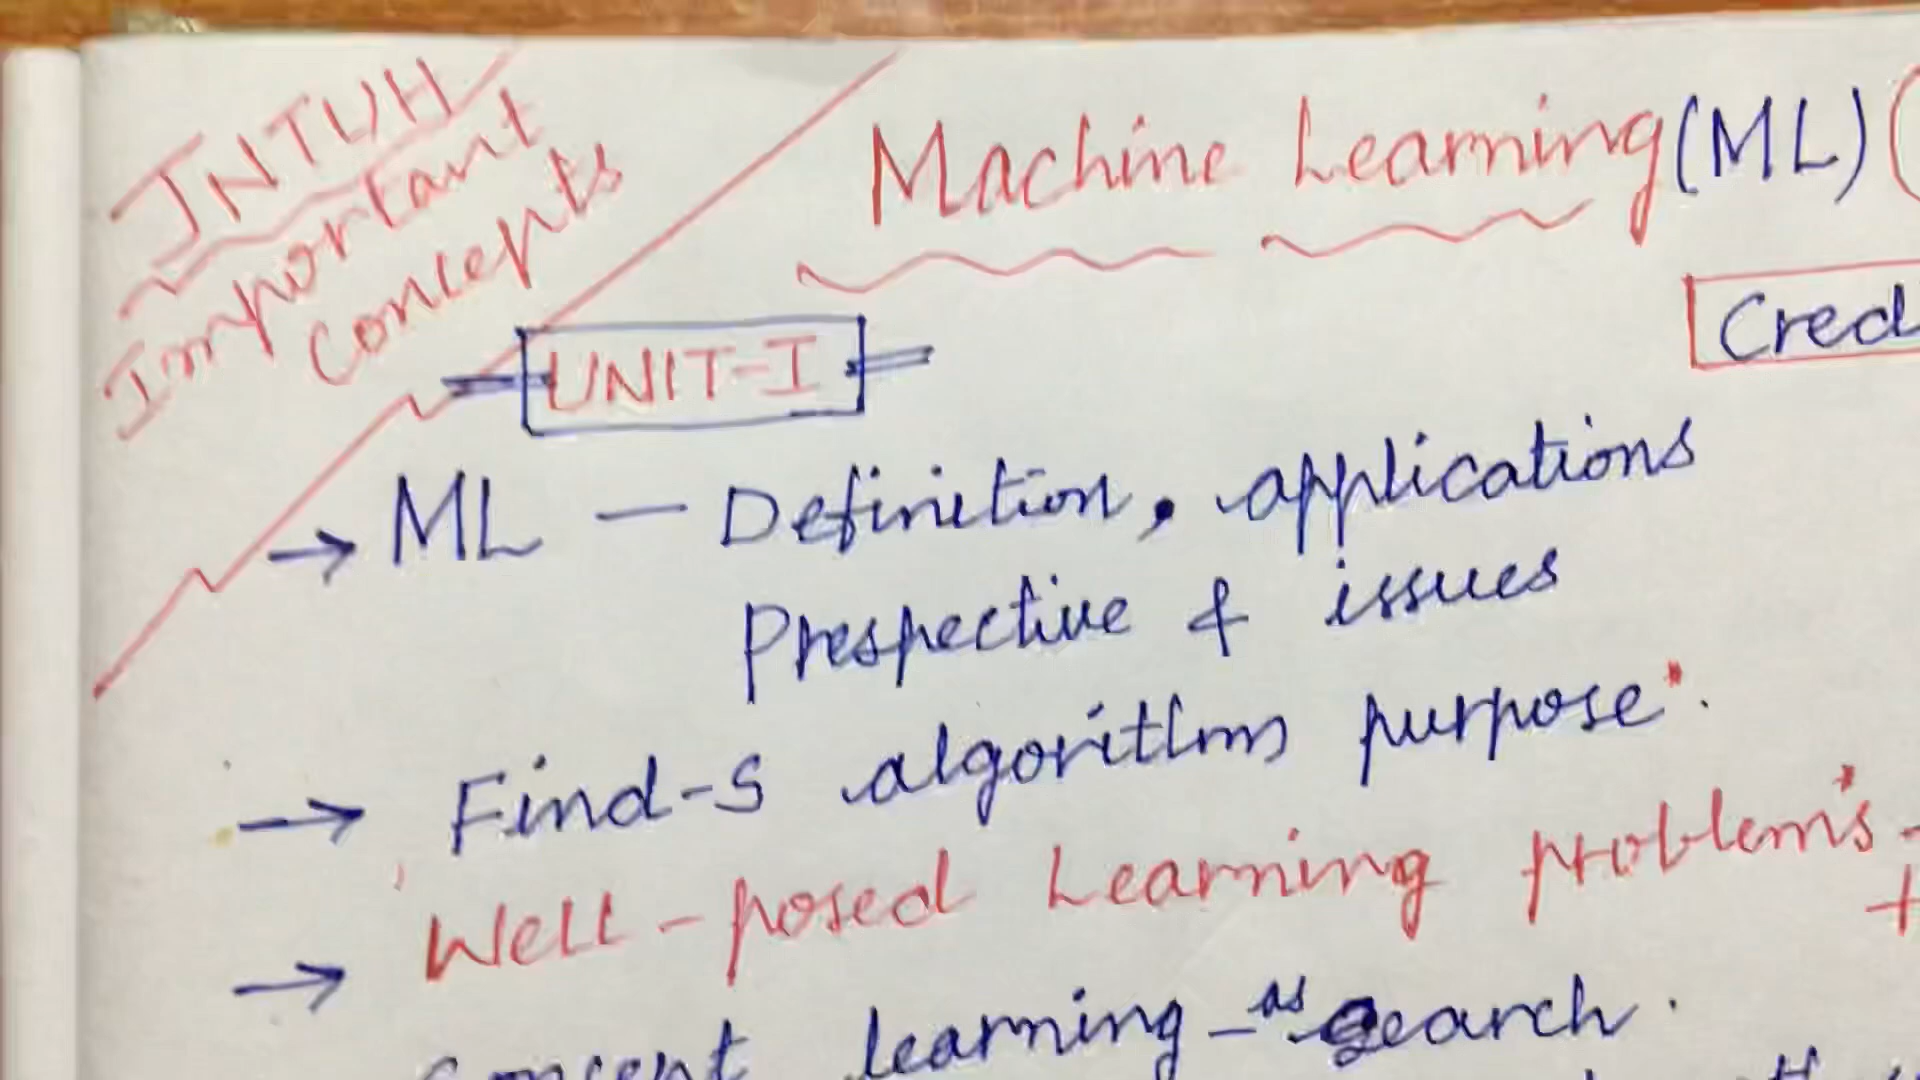 JNTUH
Important
Concepts
Machine Learning (ML) (
Cred
UNIT-I
→ ML — Definition, applications
Prespective & issues
→ Find-S algorithms purpose*.
→ Well-posed Learning problems*-
+
Concept learning - as search.